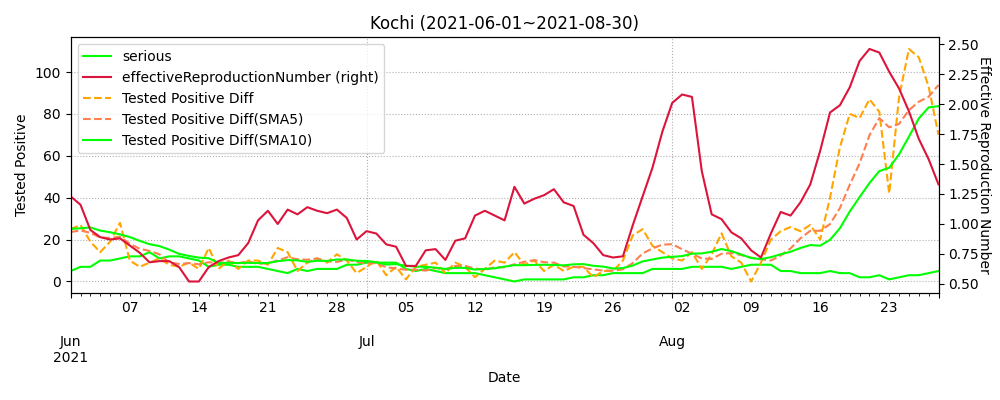 Kochi (2021-06-01~2021-08-30)
serious
effectiveReproductionNumber (right)
Tested Positive Diff
Tested Positive Diff(SMA5)
Tested Positive Diff(SMA10)
Tested Positive
100
80
60
40
20
0
2.50
2.25
2.00
1.75
1.50
1.25
1.00
0.75
0.50
Effective Reproduction Number
07 14 21 28 05 12 19 26 02 09 16 23
Jun Jul Aug
2021
Date